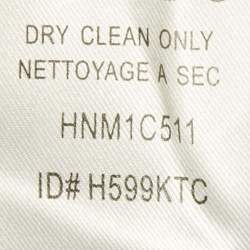 DRY CLEAN ONLY
NETTOYAGE A SEC
HNM1C511
ID# H599KTC